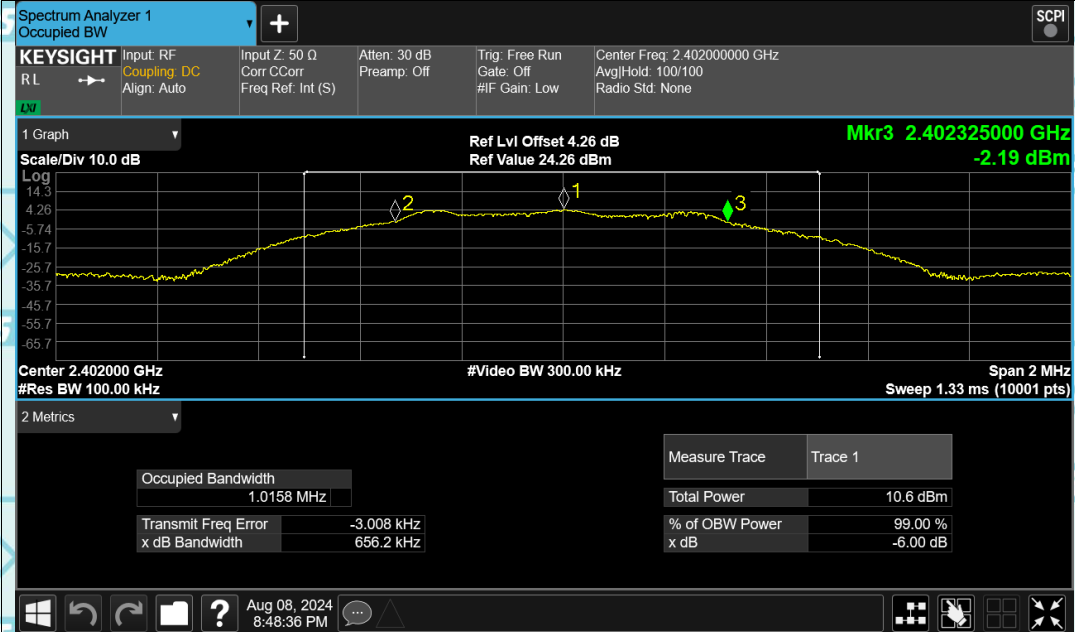 Spectrum Analyzer 1
Occupied BW
+
SCPI
KEYSIGHT
R L
LXI
Input: RF
Coupling: DC
Align: Auto
Input Z: 50 Ω
Corr CCorr
Freq Ref: Int (S)
Atten: 30 dB
Preamp: Off
Trig: Free Run
Gate: Off
#IF Gain: Low
Center Freq: 2.402000000 GHz
Avg|Hold: 100/100
Radio Std: None
1 Graph
Scale/Div 10.0 dB
Ref Lvl Offset 4.26 dB
Ref Value 24.26 dBm
Mkr3 2.402325000 GHz
-2.19 dBm
Log
14.3
4.26
-5.74
-15.7
-25.7
-35.7
-45.7
-55.7
-65.7
2
1
3
Center 2.402000 GHz
#Res BW 100.00 kHz
#Video BW 300.00 kHz
Span 2 MHz
Sweep 1.33 ms (10001 pts)
2 Metrics
Occupied Bandwidth
1.0158 MHz
Transmit Freq Error -3.008 kHz
x dB Bandwidth 656.2 kHz
Measure Trace Trace 1
Total Power 10.6 dBm
% of OBW Power 99.00 %
x dB -6.00 dB
?
Aug 08, 2024
8:48:36 PM